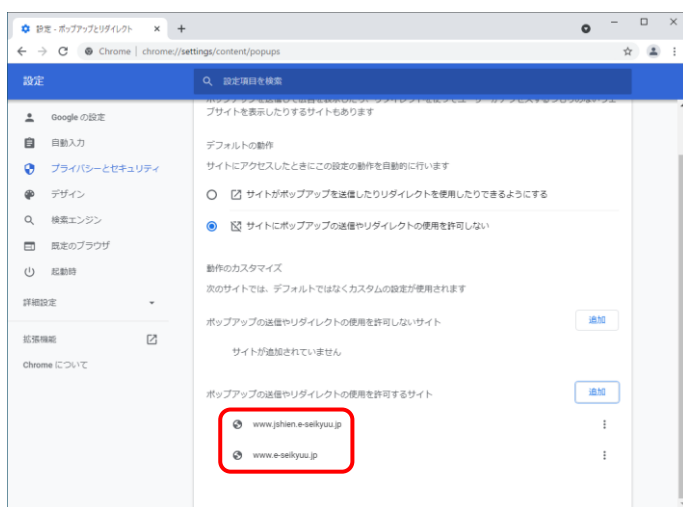 設定 - ポップアップとリダイレクト
Chrome | chrome://settings/content/popups
設定
設定項目を検索
ブサイトを表示したりするサイトもあります
Google の設定
自動入力
プライバシーとセキュリティ
デザイン
検索エンジン
既定のブラウザ
起動時
詳細設定
拡張機能
Chrome について
デフォルトの動作
サイトにアクセスしたときにこの設定の動作を自動的に行います
サイトがポップアップを送信したりリダイレクトを使用したりできるようにする
サイトにポップアップの送信やリダイレクトの使用を許可しない
動作のカスタマイズ
次のサイトでは、デフォルトではなくカスタムの設定が使用されます
ポップアップの送信やリダイレクトの使用を許可しないサイト
追加
サイトが追加されていません
ポップアップの送信やリダイレクトの使用を許可するサイト
追加
www.jshien.e-seikyuu.jp
www.e-seikyuu.jp